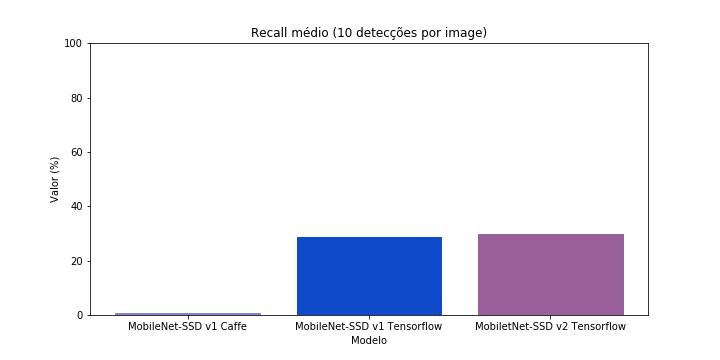 Recall médio (10 detecções por image)
100
80
60
40
20
0
Valor (%)
MobileNet-SSD v1 Caffe
MobileNet-SSD v1 Tensorflow
MobiletNet-SSD v2 Tensorflow
Modelo